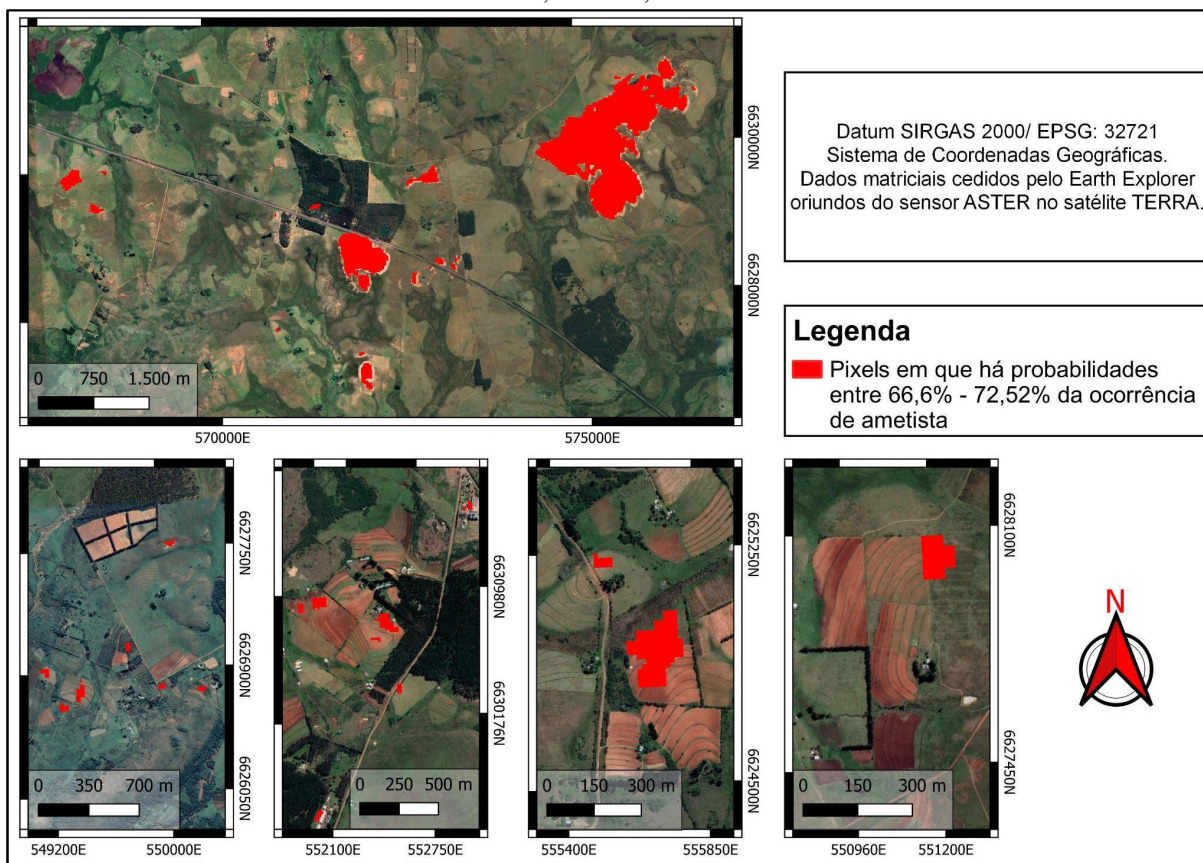 6630000N
6628000N
0 750 1.500 m
570000E 575000E
Datum SIRGAS 2000/ EPSG: 32721
Sistema de Coordenadas Geográficas.
Dados matriciais cedidos pelo Earth Explorer
oriundos do sensor ASTER no satélite TERRA.
Legenda
Pixels em que há probabilidades
entre 66,6% - 72,52% da ocorrência
de ametista
6627750N
6626900N
6626050N
0 350 700 m
549200E 550000E
6630980N
6630176N
0 250 500 m
552100E 552750E
6625250N
6624500N
0 150 300 m
555400E 555850E
6628100N
6627450N
0 150 300 m
550960E 551200E
N